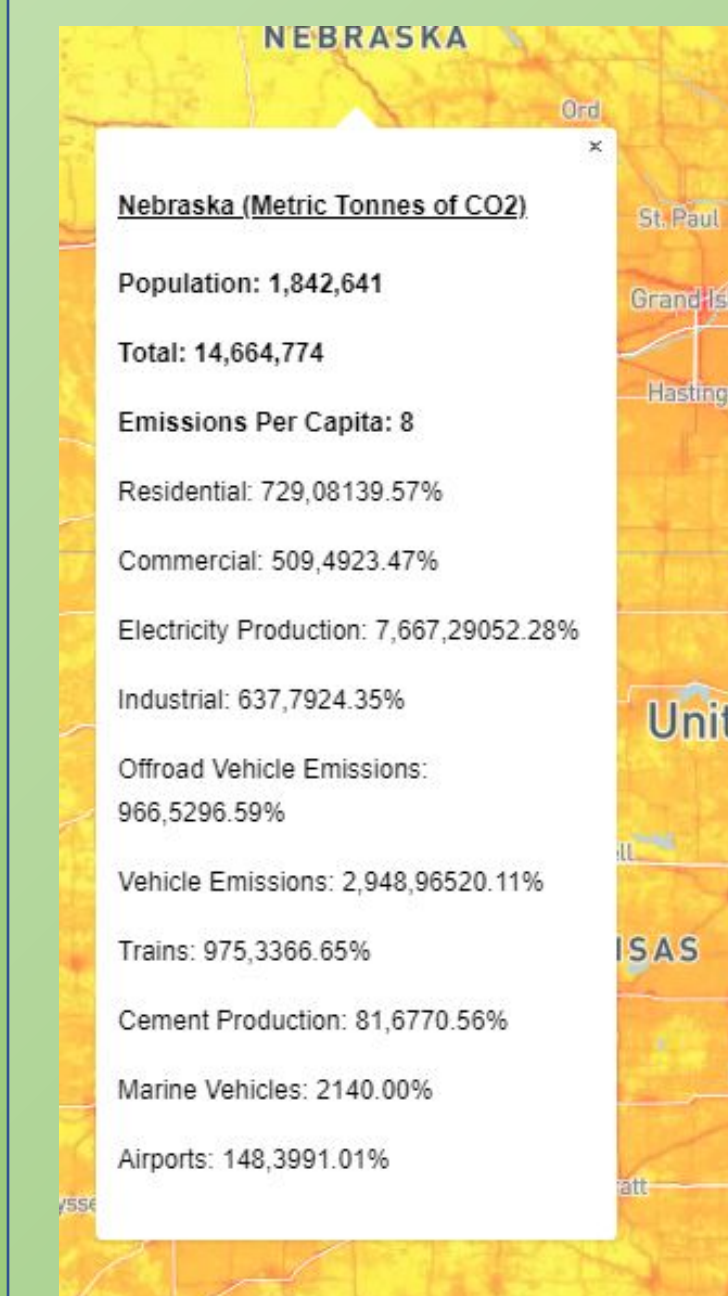 NEBRASKA
Ord
×
Nebraska (Metric Tonnes of CO2)
St. Paul
Population: 1,842,641
Grand Is
Total: 14,664,774
Hasting
Emissions Per Capita: 8
Residential: 729,08139.57%
Commercial: 509,4923.47%
Electricity Production: 7,667,29052.28%
Industrial: 637,7924.35%
Unit
Offroad Vehicle Emissions:
966,5296.59%
ll
Vehicle Emissions: 2,948,96520.11%
Trains: 975,3366.65%
ISAS
Cement Production: 81,6770.56%
Marine Vehicles: 2140.00%
Airports: 148,3991.01%
att
ysse